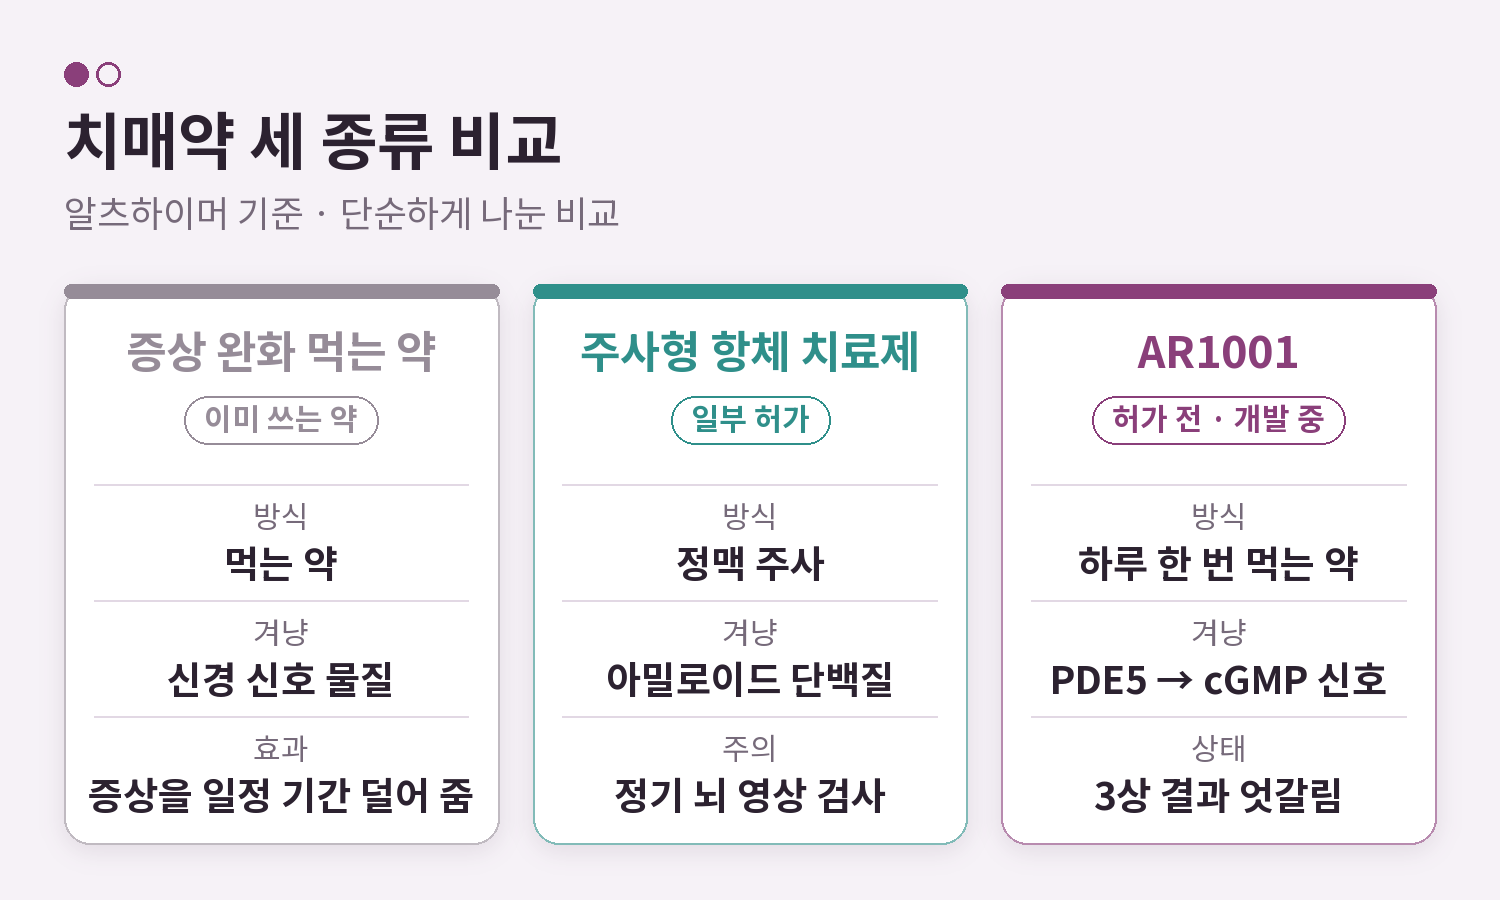 치매약 세 종류 비교
알츠하이머 기준 · 단순하게 나눈 비교
증상 완화 먹는 약
이미 쓰는 약
방식
먹는 약
겨냥
신경 신호 물질
효과
증상을 일정 기간 덜어 줌
주사형 항체 치료제
일부 허가
방식
정맥 주사
겨냥
아밀로이드 단백질
주의
정기 뇌 영상 검사
AR1001
허가 전 · 개발 중
방식
하루 한 번 먹는 약
겨냥
PDE5 → cGMP 신호
상태
3상 결과 엇갈림